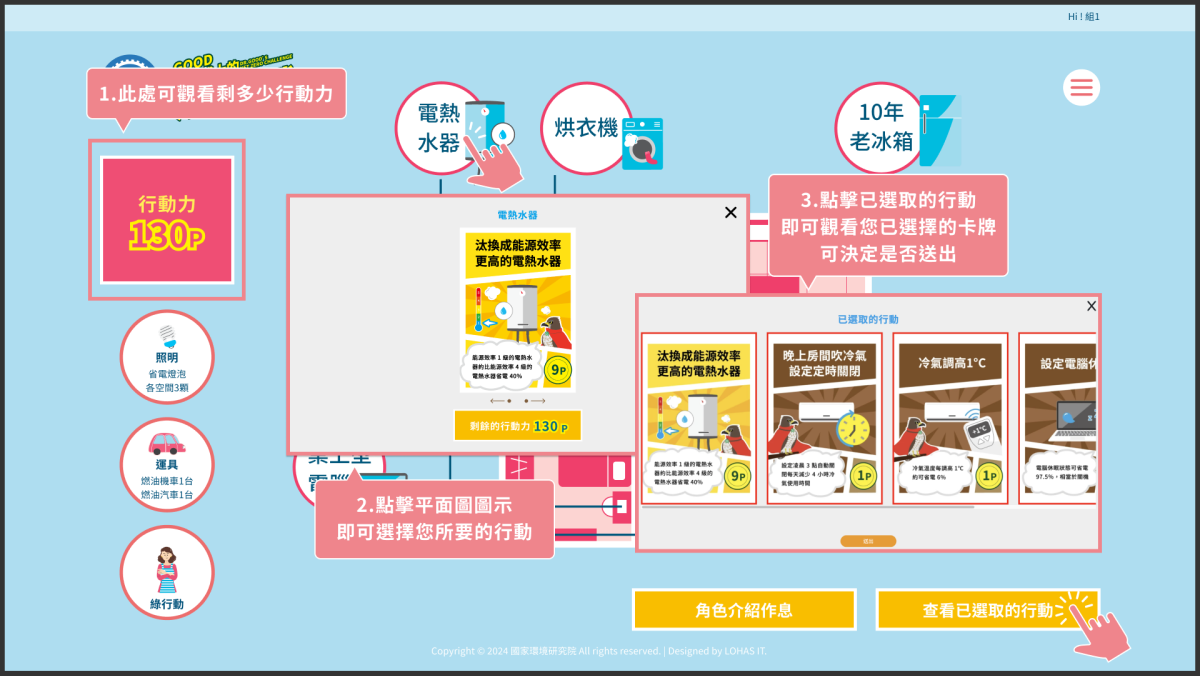 Hi ! 組1
GOOD
1.此處可觀看剩多少行動力
行動力
130P
照明
省電燈泡
各空間3顆
運具
燃油機車1台
燃油汽車1台
綠行動
電熱
水器
烘衣機
10年
老冰箱
電熱水器
汰換成能源效率
更高的電熱水器
能源效率 1 級的電熱水
器的比能源效率 4 級的
電熱水器省電 40%
9P
剩餘的行動力 130 P
2.點擊平面圖圖示
即可選擇您所要的行動
3.點擊已選取的行動
即可觀看您已選擇的卡牌
可決定是否送出
已選取的行動
汰換成能源效率
更高的電熱水器
能源效率 1 級的電熱水
器的比能源效率 4 級的
電熱水器省電 40%
9P
晚上房間吹冷氣
設定定時關閉
設定凌晨 3 點自動關
閉每天減少 4 小時冷
氣使用時間
1P
冷氣調高1°C
+1°C
冷氣溫度每調高 1°C
約可省電 6%
1P
設定電腦休
電腦休眠狀態可省電
97.5%，相當於關機
角色介紹作息
查看已選取的行動
Copyright © 2024 國家環境研究院 All rights reserved. | Designed by LOHAS IT.